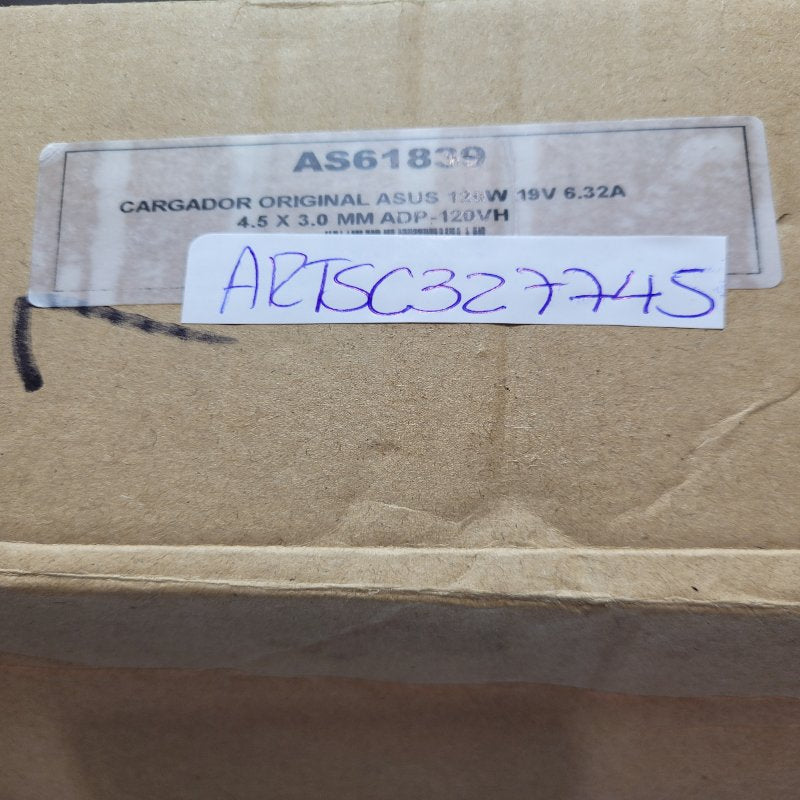 AS61839
CARGADOR ORIGINAL ASUS 120W 19V 6.32A
4.5 X 3.0 MM ADP-120VH
ARTSC327745